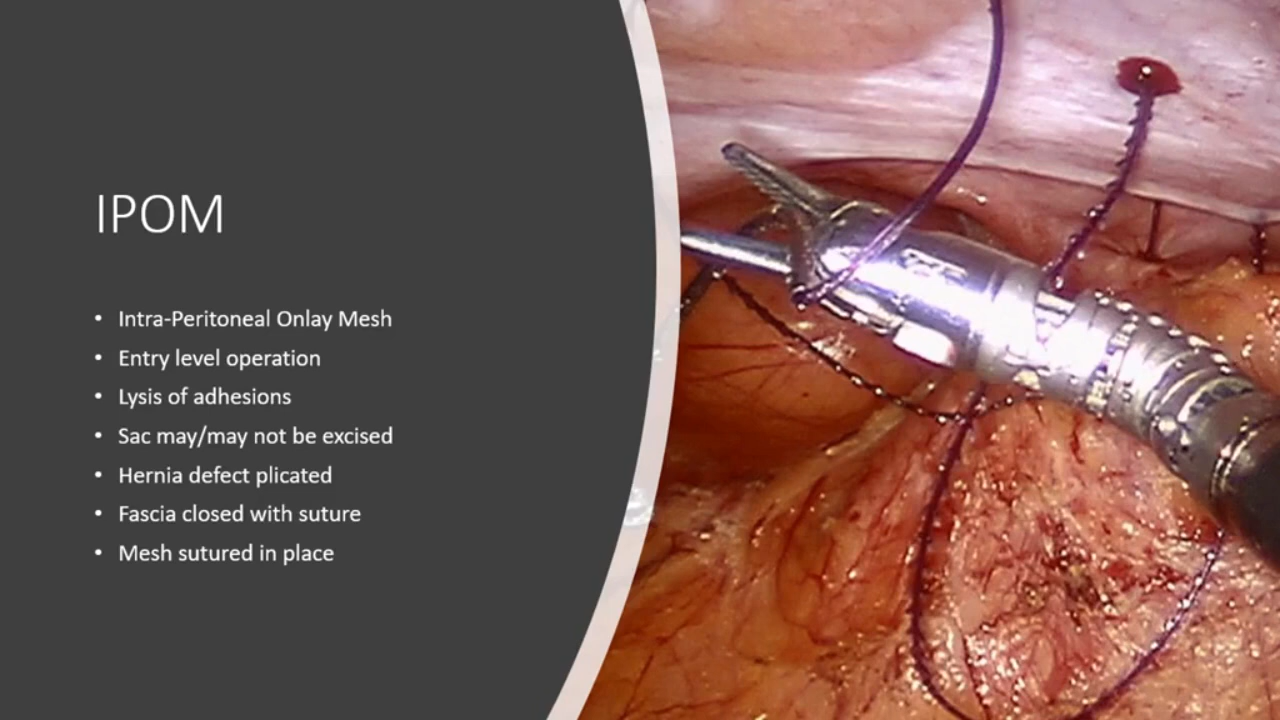 IPOM
• Intra-Peritoneal Onlay Mesh
• Entry level operation
• Lysis of adhesions
• Sac may/may not be excised
• Hernia defect plicated
• Fascia closed with suture
• Mesh sutured in place